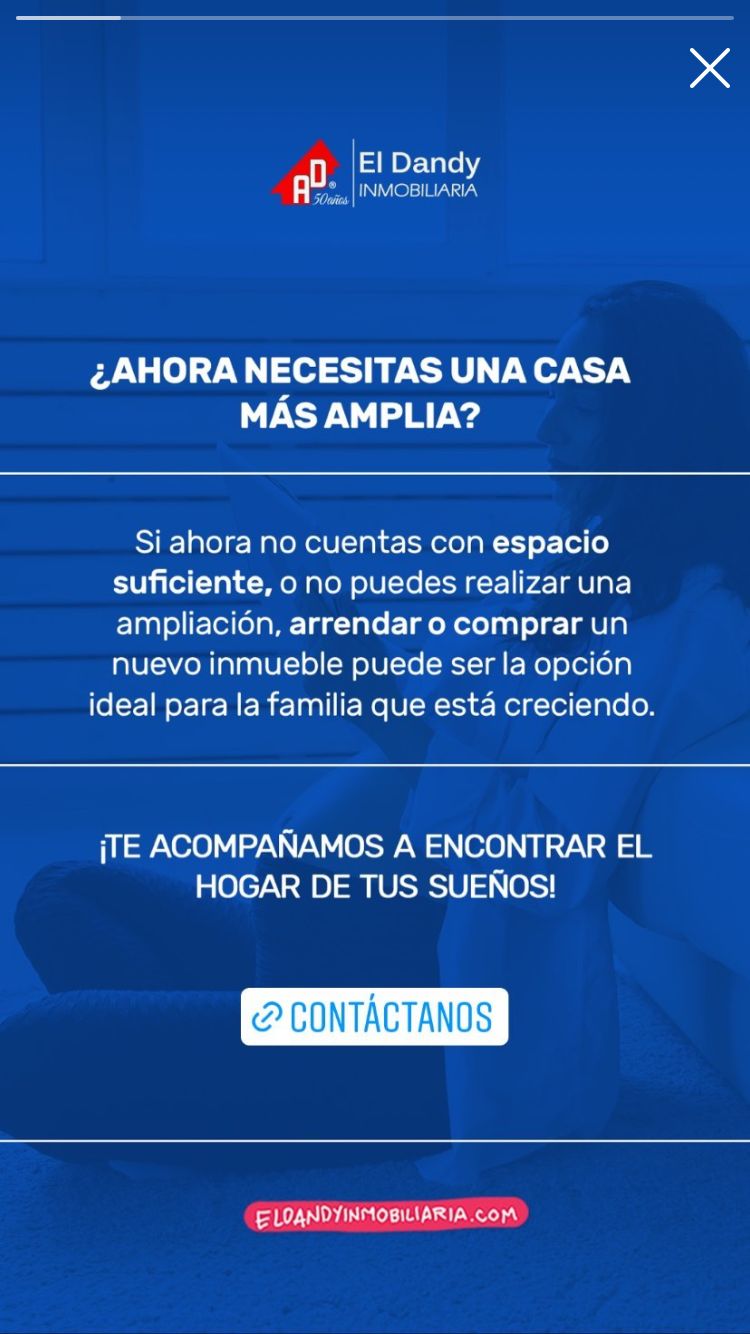 AD®
50años
El Dandy
INMOBILIARIA
¿AHORA NECESITAS UNA CASA
MÁS AMPLIA?
Si ahora no cuentas con espacio
suficiente, o no puedes realizar una
ampliación, arrendar o comprar un
nuevo inmueble puede ser la opción
ideal para la familia que está creciendo.
¡TE ACOMPAÑAMOS A ENCONTRAR EL
HOGAR DE TUS SUEÑOS!
CONTÁCTANOS
ELDANDYINMOBILIARIA.COM